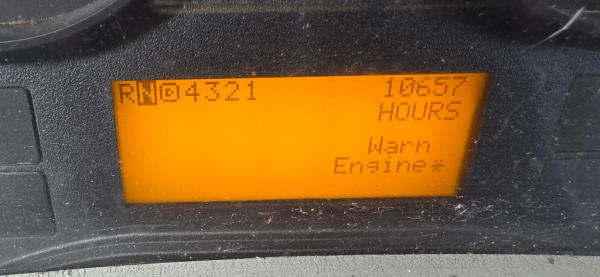 RND4321 10657
HOURS
Warn
Engine*